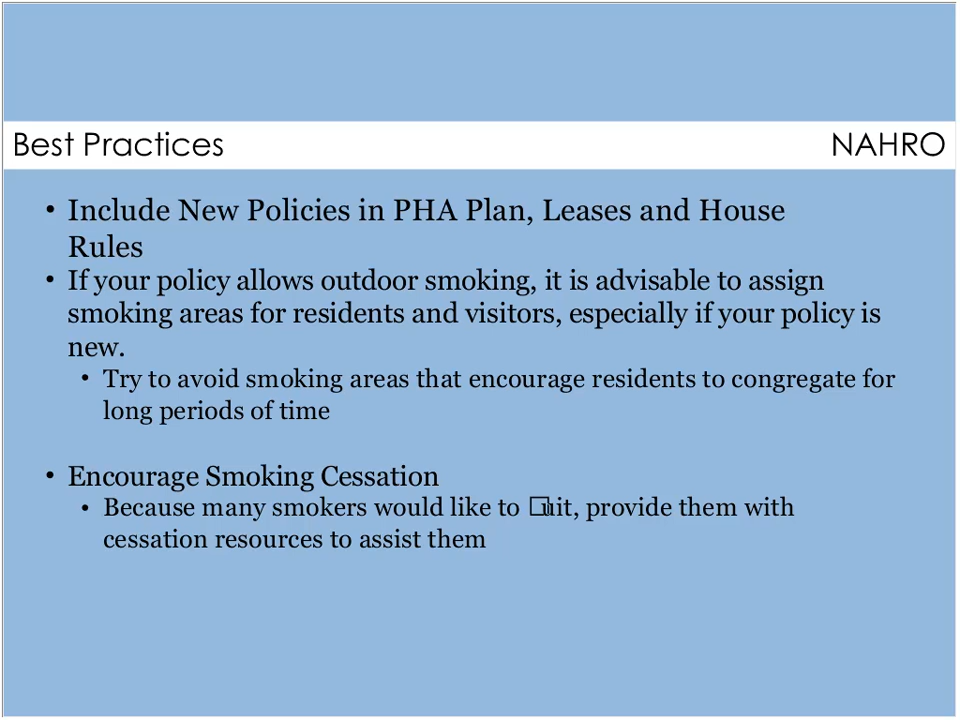 Best Practices NAHRO
• Include New Policies in PHA Plan, Leases and House
Rules
• If your policy allows outdoor smoking, it is advisable to assign
smoking areas for residents and visitors, especially if your policy is
new.
• Try to avoid smoking areas that encourage residents to congregate for
long periods of time
• Encourage Smoking Cessation
• Because many smokers would like to □uit, provide them with
cessation resources to assist them